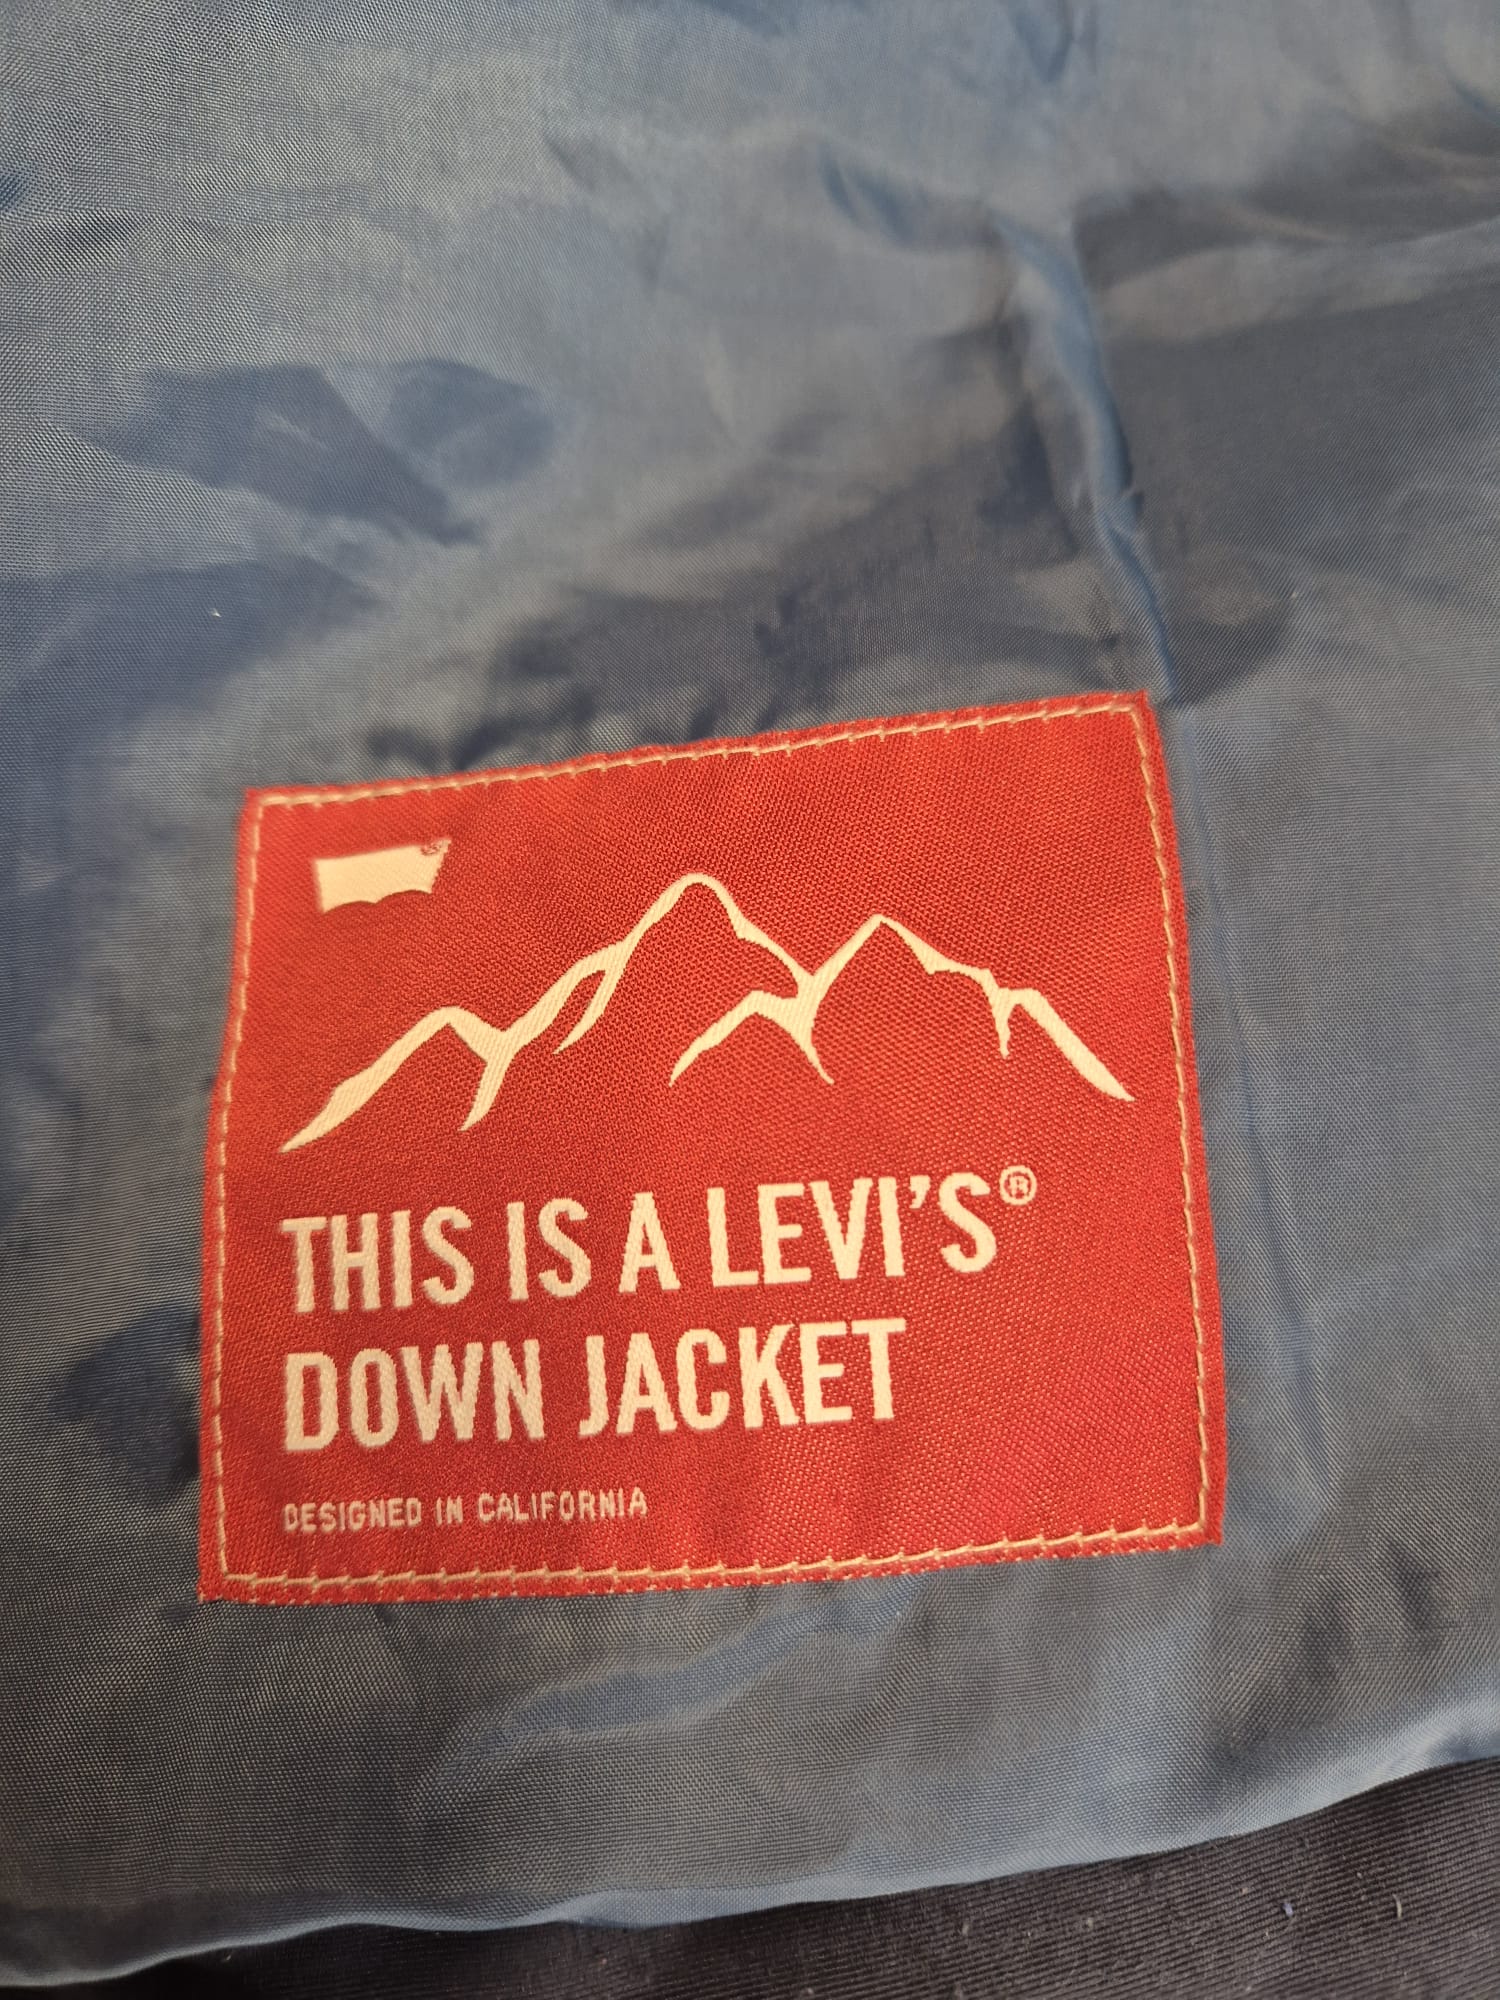 THIS IS A LEVI'S®
DOWN JACKET
DESIGNED IN CALIFORNIA